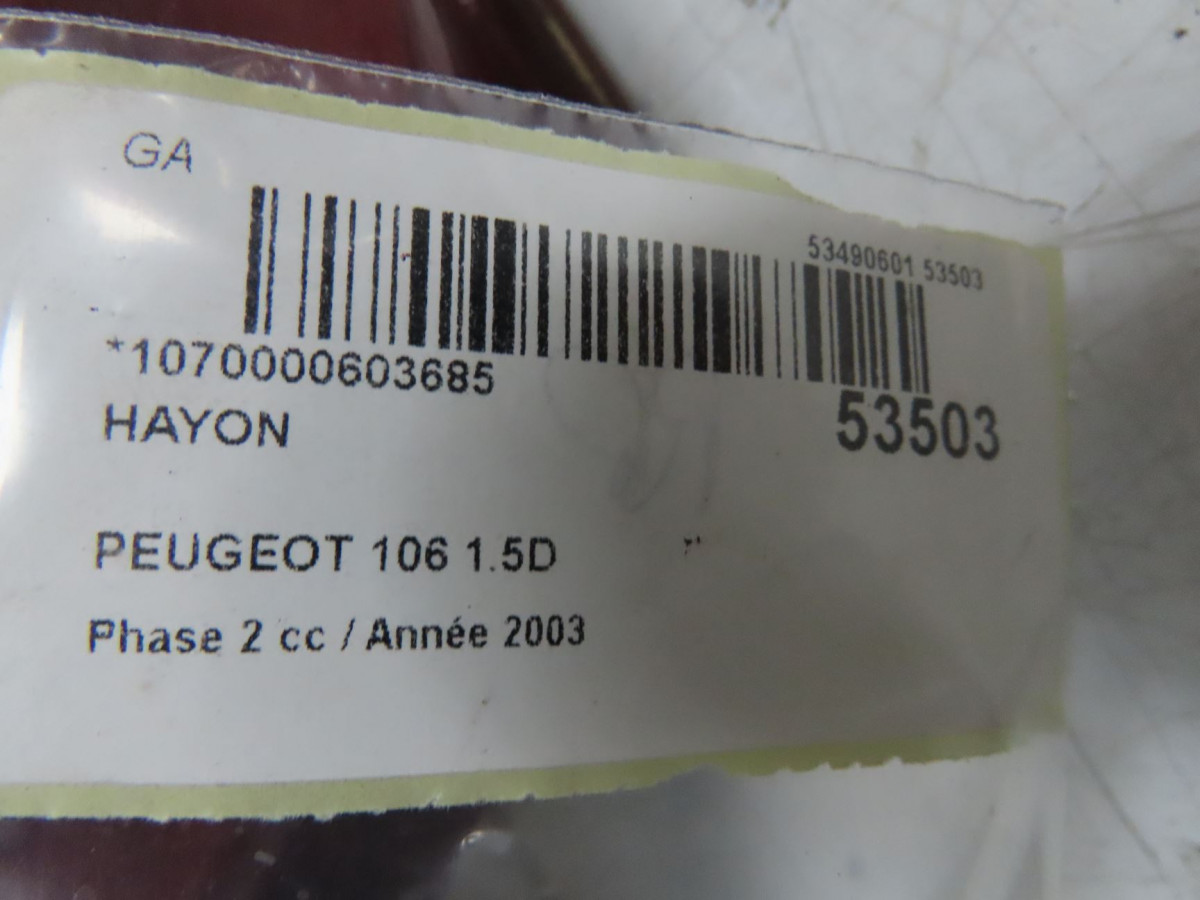 GA
53490601 53503
*1070000603685
53503
HAYON
PEUGEOT 106 1.5D
Phase 2 cc / Année 2003